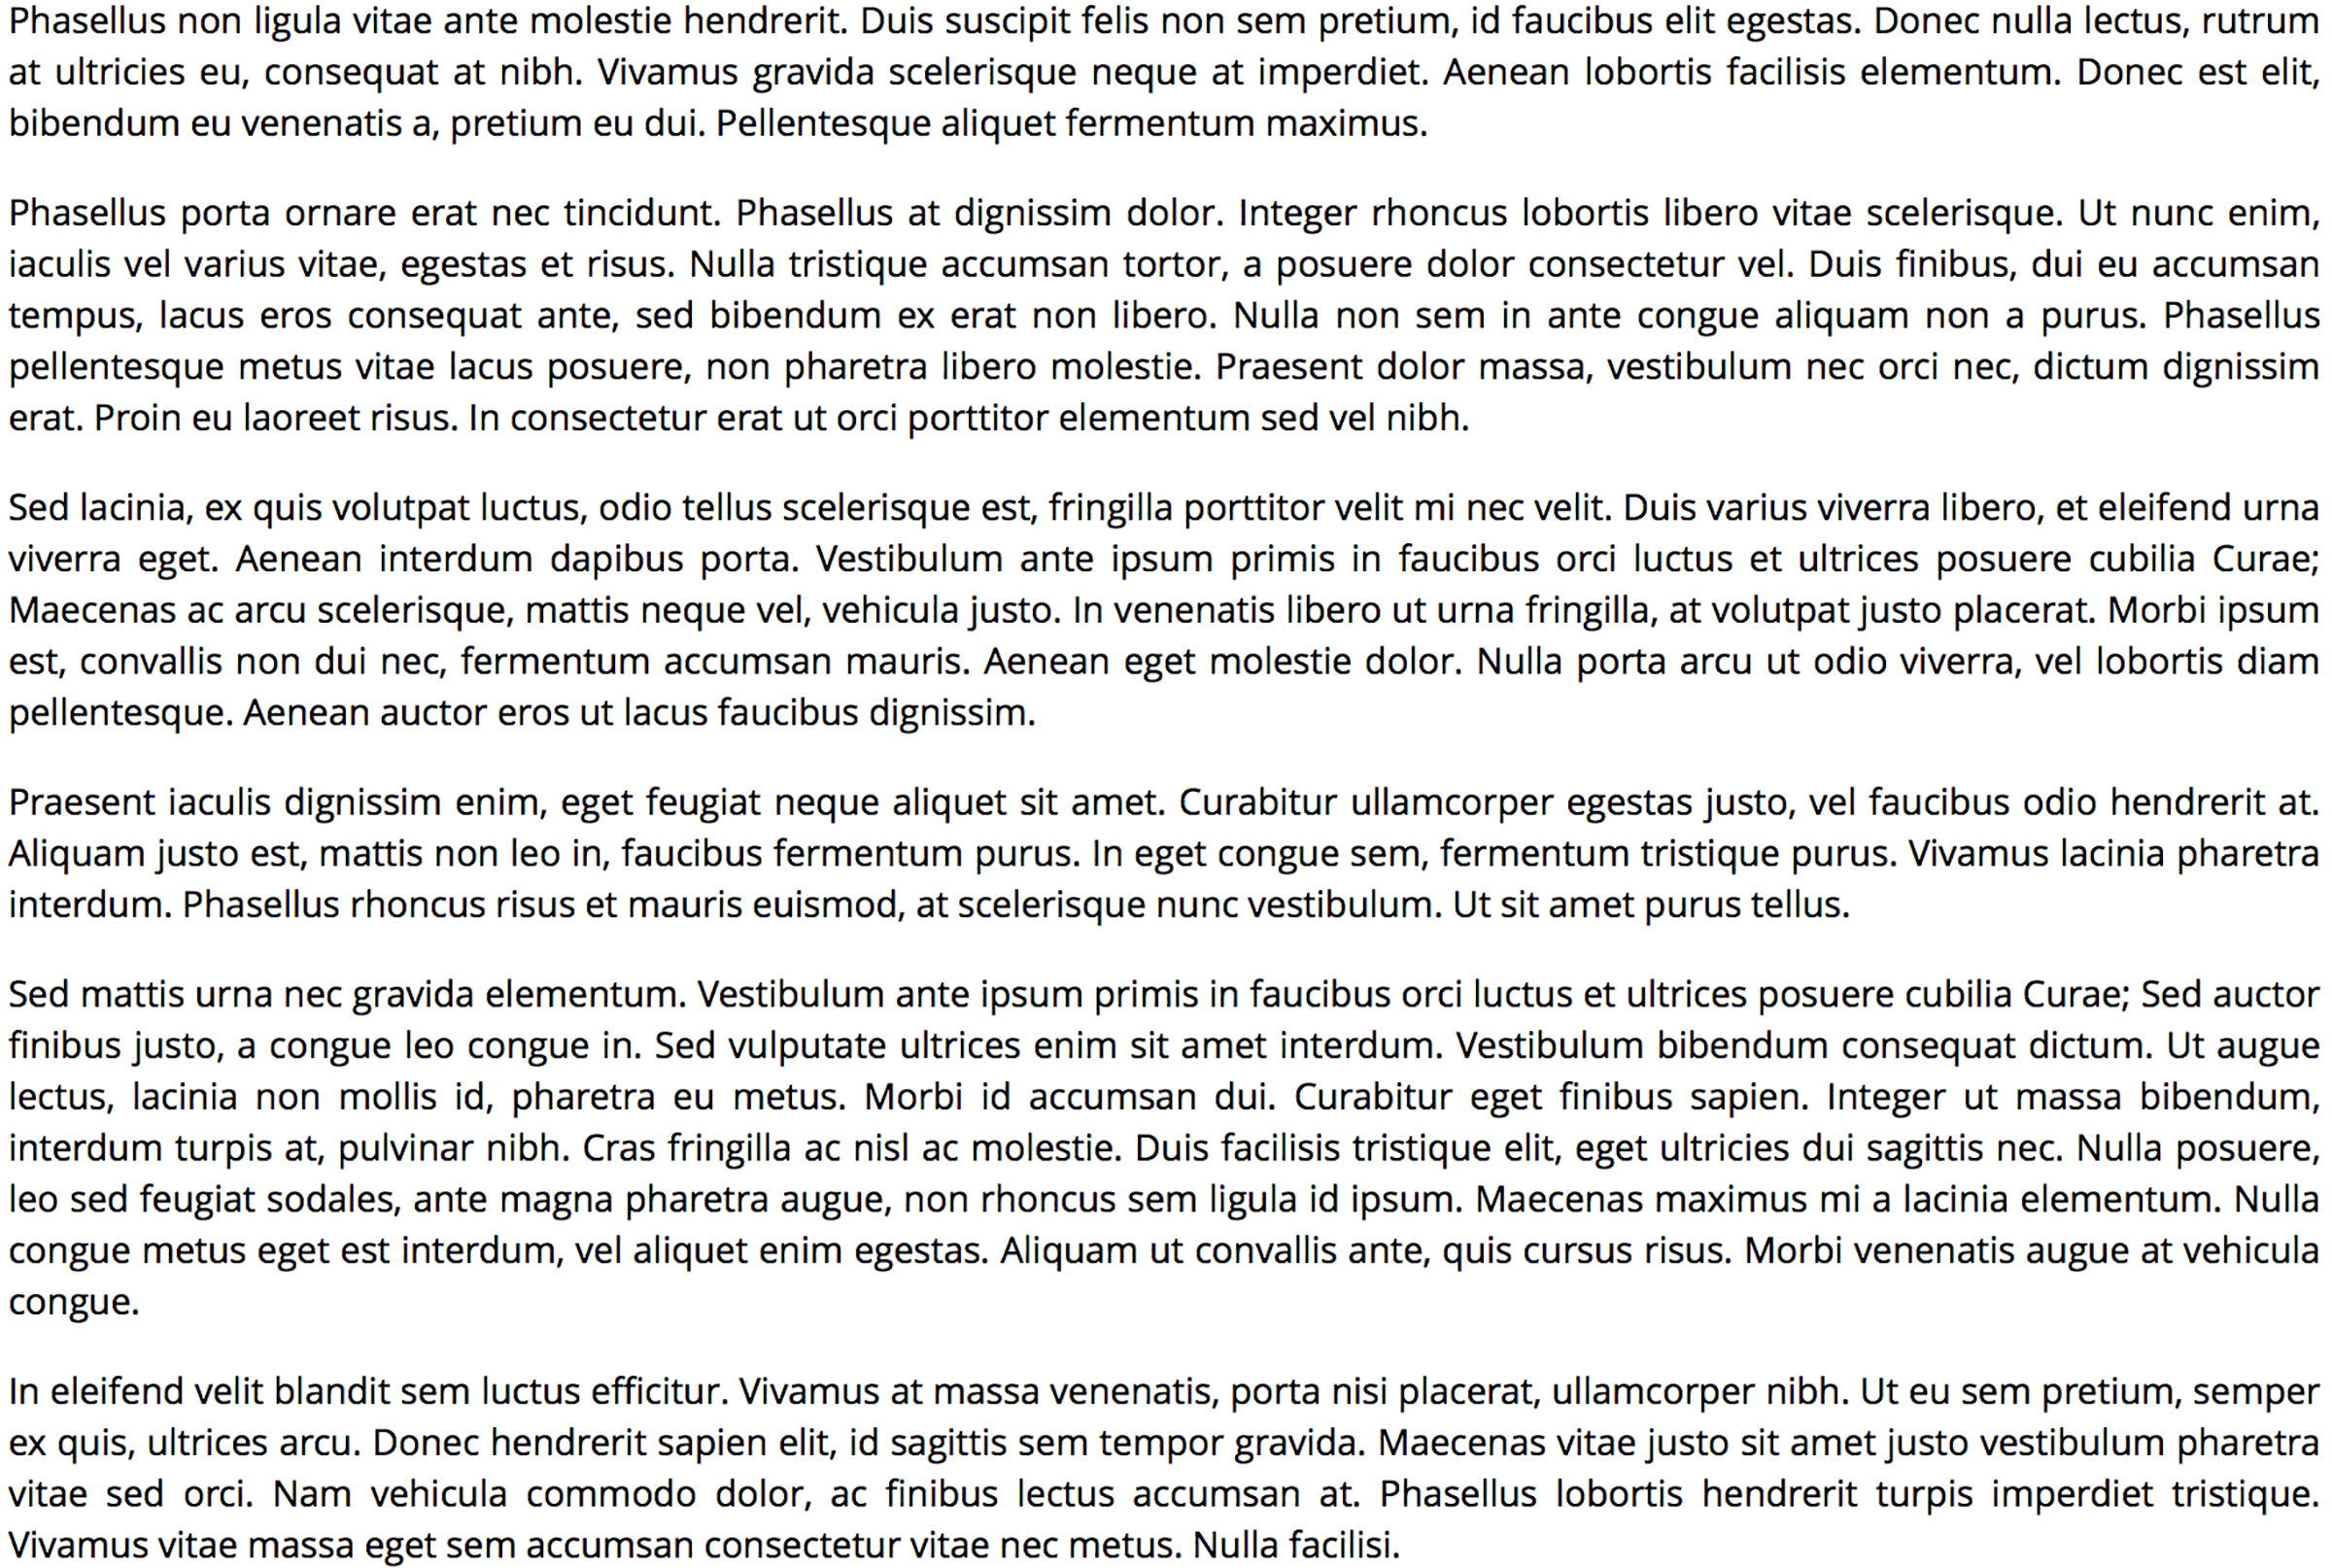 Phasellus non ligula vitae ante molestie hendrerit. Duis suscipit felis non sem pretium, id faucibus elit egestas. Donec nulla lectus, rutrum
at ultricies eu, consequat at nibh. Vivamus gravida scelerisque neque at imperdiet. Aenean lobortis facilisis elementum. Donec est elit,
bibendum eu venenatis a, pretium eu dui. Pellentesque aliquet fermentum maximus.
Phasellus porta ornare erat nec tincidunt. Phasellus at dignissim dolor. Integer rhoncus lobortis libero vitae scelerisque. Ut nunc enim,
iaculis vel varius vitae, egestas et risus. Nulla tristique accumsan tortor, a posuere dolor consectetur vel. Duis finibus, dui eu accumsan
tempus, lacus eros consequat ante, sed bibendum ex erat non libero. Nulla non sem in ante congue aliquam non a purus. Phasellus
pellentesque metus vitae lacus posuere, non pharetra libero molestie. Praesent dolor massa, vestibulum nec orci nec, dictum dignissim
erat. Proin eu laoreet risus. In consectetur erat ut orci porttitor elementum sed vel nibh.
Sed lacinia, ex quis volutpat luctus, odio tellus scelerisque est, fringilla porttitor velit mi nec velit. Duis varius viverra libero, et eleifend urna
viverra eget. Aenean interdum dapibus porta. Vestibulum ante ipsum primis in faucibus orci luctus et ultrices posuere cubilia Curae;
Maecenas ac arcu scelerisque, mattis neque vel, vehicula justo. In venenatis libero ut urna fringilla, at volutpat justo placerat. Morbi ipsum
est, convallis non dui nec, fermentum accumsan mauris. Aenean eget molestie dolor. Nulla porta arcu ut odio viverra, vel lobortis diam
pellentesque. Aenean auctor eros ut lacus faucibus dignissim.
Praesent iaculis dignissim enim, eget feugiat neque aliquet sit amet. Curabitur ullamcorper egestas justo, vel faucibus odio hendrerit at.
Aliquam justo est, mattis non leo in, faucibus fermentum purus. In eget congue sem, fermentum tristique purus. Vivamus lacinia pharetra
interdum. Phasellus rhoncus risus et mauris euismod, at scelerisque nunc vestibulum. Ut sit amet purus tellus.
Sed mattis urna nec gravida elementum. Vestibulum ante ipsum primis in faucibus orci luctus et ultrices posuere cubilia Curae; Sed auctor
finibus justo, a congue leo congue in. Sed vulputate ultrices enim sit amet interdum. Vestibulum bibendum consequat dictum. Ut augue
lectus, lacinia non mollis id, pharetra eu metus. Morbi id accumsan dui. Curabitur eget finibus sapien. Integer ut massa bibendum,
interdum turpis at, pulvinar nibh. Cras fringilla ac nisl ac molestie. Duis facilisis tristique elit, eget ultricies dui sagittis nec. Nulla posuere,
leo sed feugiat sodales, ante magna pharetra augue, non rhoncus sem ligula id ipsum. Maecenas maximus mi a lacinia elementum. Nulla
congue metus eget est interdum, vel aliquet enim egestas. Aliquam ut convallis ante, quis cursus risus. Morbi venenatis augue at vehicula
congue.
In eleifend velit blandit sem luctus efficitur. Vivamus at massa venenatis, porta nisi placerat, ullamcorper nibh. Ut eu sem pretium, semper
ex quis, ultrices arcu. Donec hendrerit sapien elit, id sagittis sem tempor gravida. Maecenas vitae justo sit amet justo vestibulum pharetra
vitae sed orci. Nam vehicula commodo dolor, ac finibus lectus accumsan at. Phasellus lobortis hendrerit turpis imperdiet tristique.
Vivamus vitae massa eget sem accumsan consectetur vitae nec metus. Nulla facilisi.